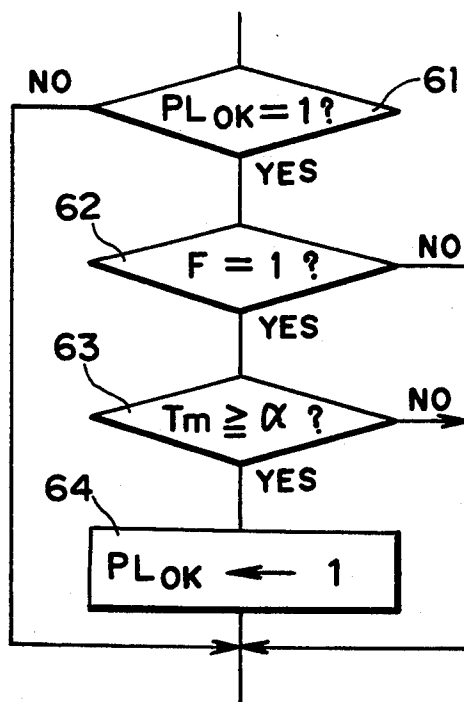 NO
61
PLOK = 1 ?
YES
62
NO
F = 1 ?
YES
63
NO
Tm ≧ α ?
YES
64
PLOK ← 1